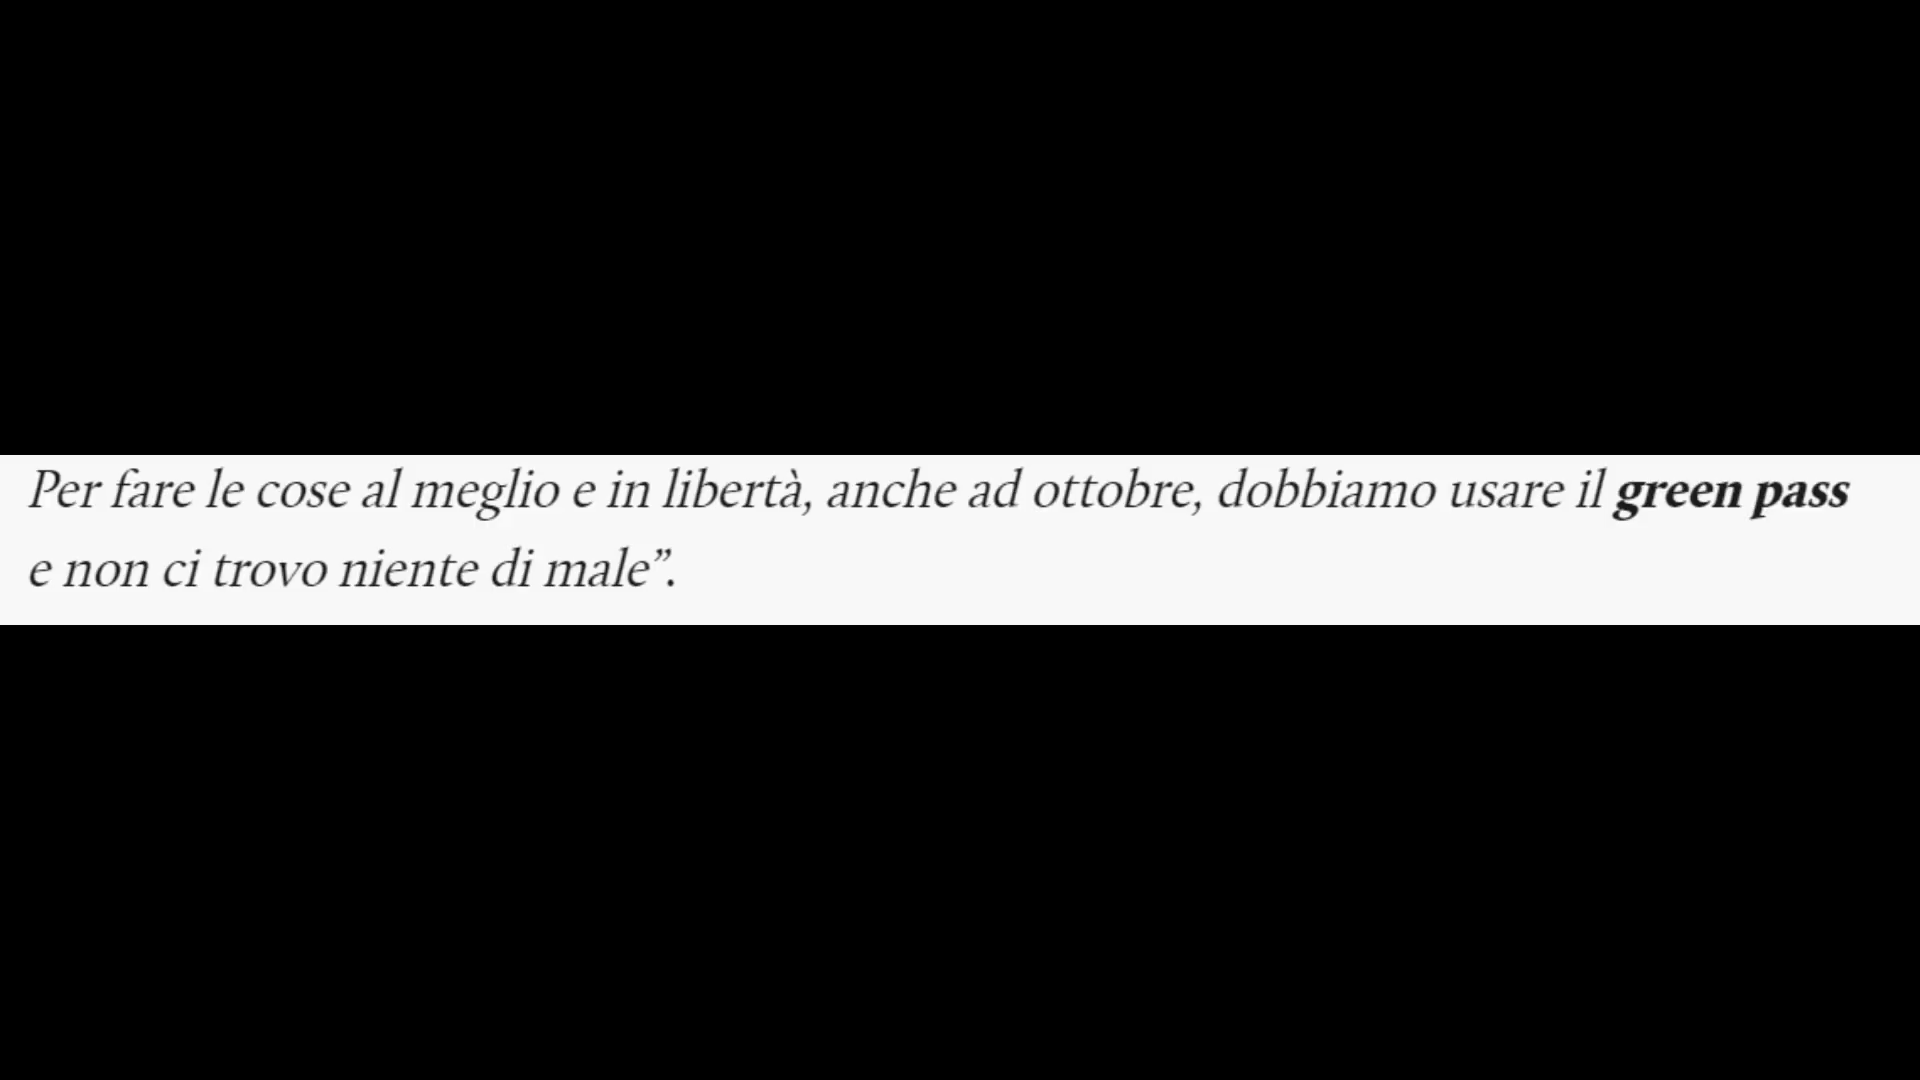 Per fare le cose al meglio e in libertà, anche ad ottobre, dobbiamo usare il green pass
e non ci trovo niente di male”.